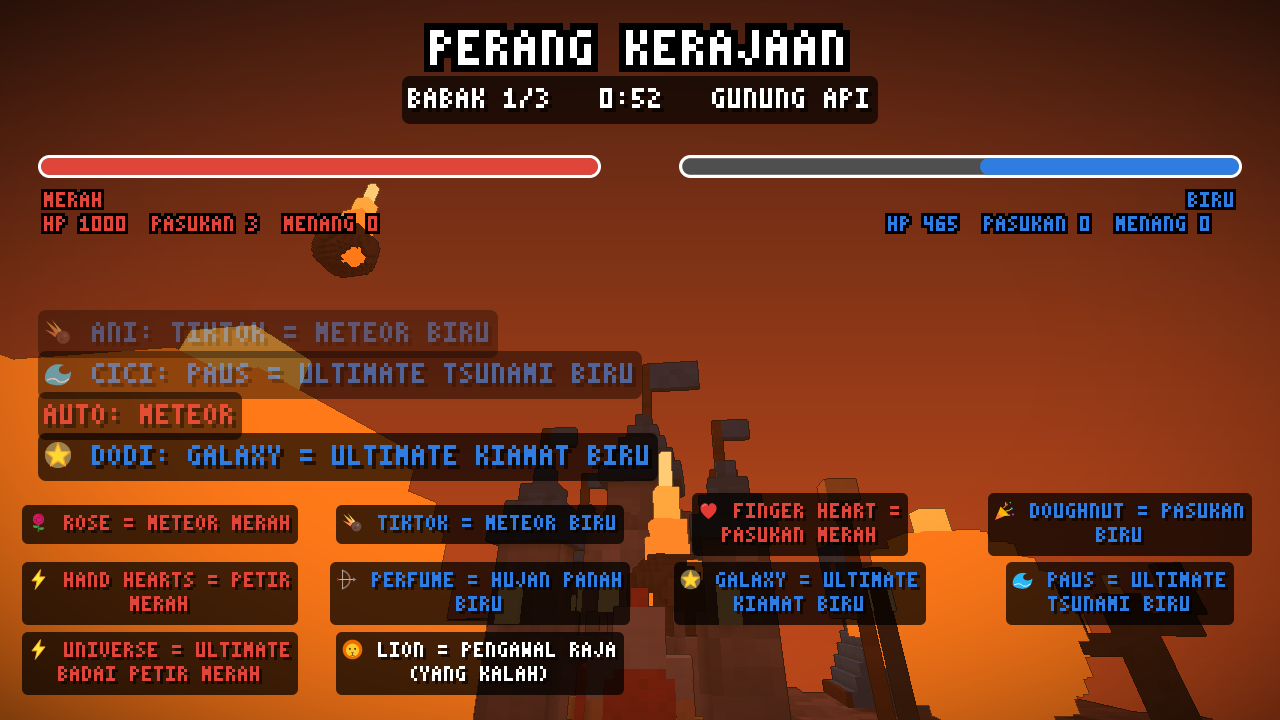 PERANG KERAJAAN
BABAK 1/3 0:52 GUNUNG API
MERAH
HP 1000 PASUKAN 3 MENANG 0
BIRU
HP 465 PASUKAN 0 MENANG 0
ANI: TIKTOK = METEOR BIRU
CICI: PAUS = ULTIMATE TSUNAMI BIRU
AUTO: METEOR
DODI: GALAXY = ULTIMATE KIAMAT BIRU
ROSE = METEOR MERAH
TIKTOK = METEOR BIRU
FINGER HEART =
PASUKAN MERAH
DOUGHNUT = PASUKAN
BIRU
HAND HEARTS = PETIR
MERAH
PERFUME = HUJAN PANAH
BIRU
GALAXY = ULTIMATE
KIAMAT BIRU
PAUS = ULTIMATE
TSUNAMI BIRU
UNIVERSE = ULTIMATE
BADAI PETIR MERAH
LION = PENGAWAL RAJA
(YANG KALAH)